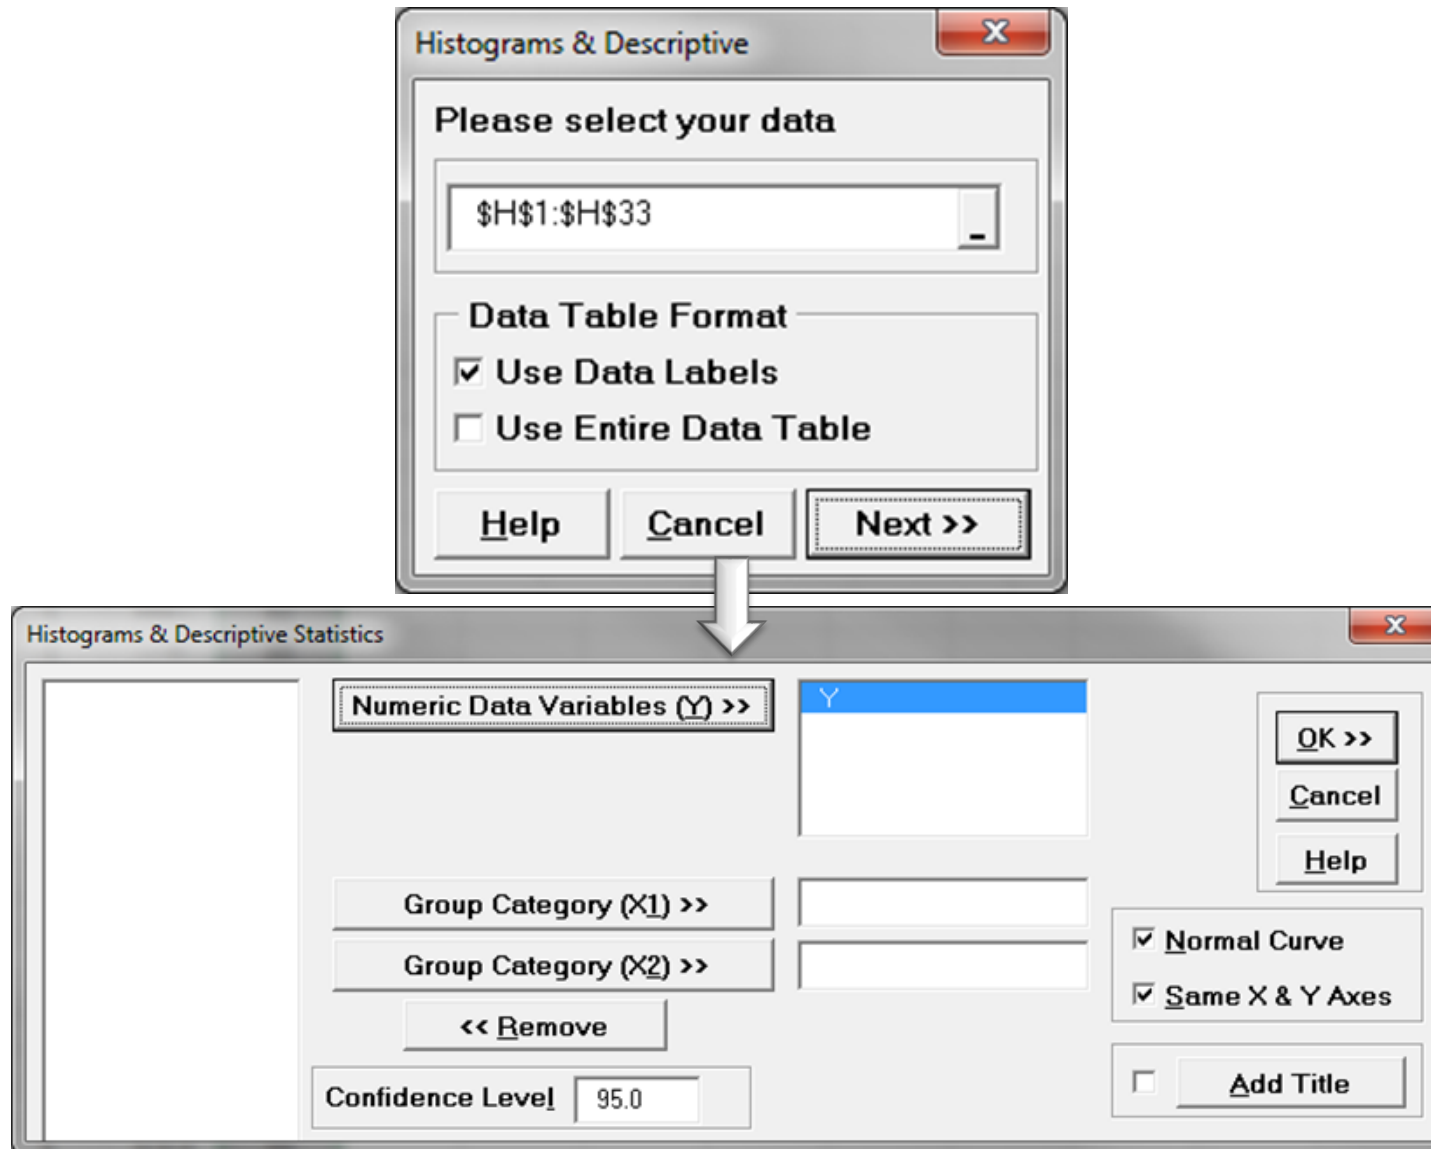 Histograms & Descriptive
Please select your data
$H$1:$H$33
Data Table Format
Use Data Labels
Use Entire Data Table
Help Cancel Next >>
Histograms & Descriptive Statistics
Numeric Data Variables (Y) >>
Y
OK >>
Cancel
Help
Group Category (X1) >>
Group Category (X2) >>
<< Remove
Normal Curve
Same X & Y Axes
Confidence Level 95.0
Add Title